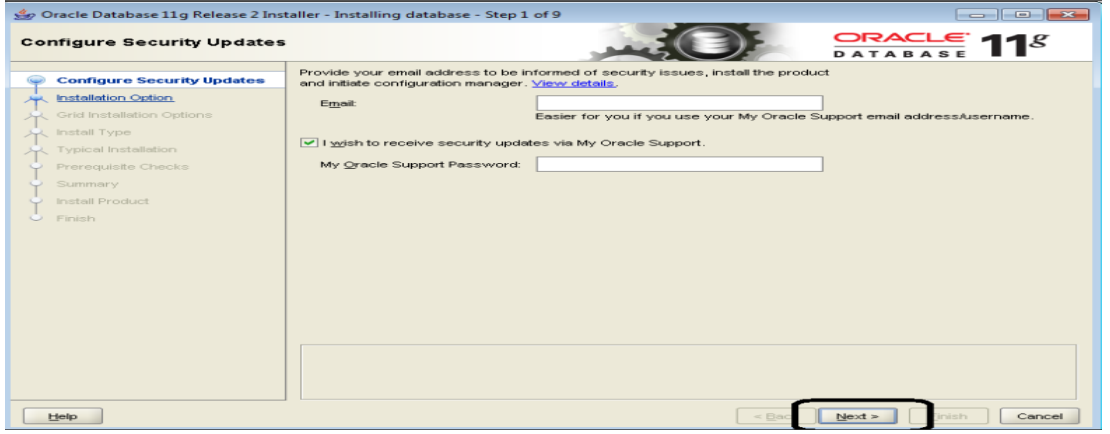 Oracle Database 11g Release 2 Installer - Installing database - Step 1 of 9
Configure Security Updates
ORACLE
DATABASE
11g
Configure Security Updates
Installation Option
Grid Installation Options
Install Type
Typical Installation
Prerequisite Checks
Summary
Install Product
Finish
Provide your email address to be informed of security issues, install the product
and initiate configuration manager. View details.
Email:
Easier for you if you use your My Oracle Support email address/username.
I wish to receive security updates via My Oracle Support.
My Oracle Support Password:
Help
Next >
Cancel